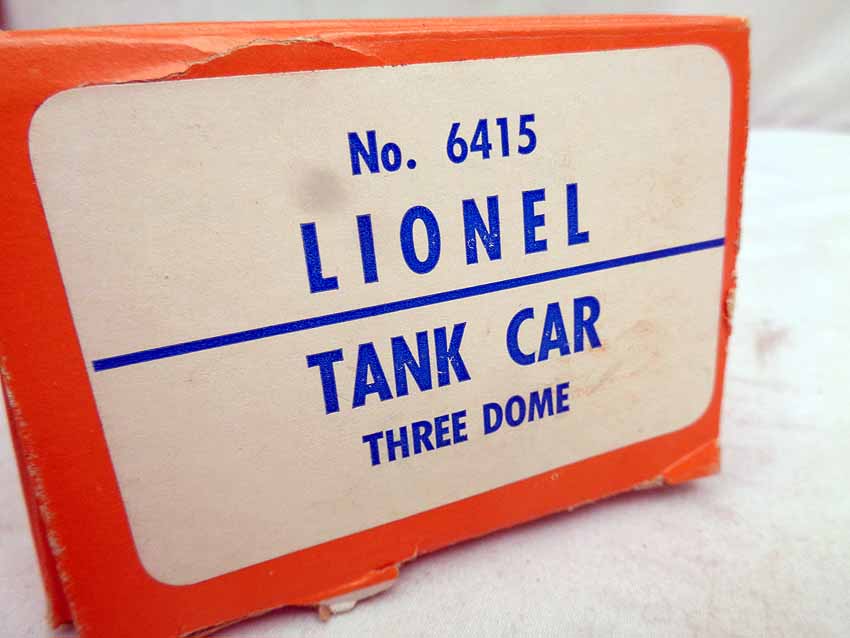 No. 6415
LIONEL
TANK CAR
THREE DOME